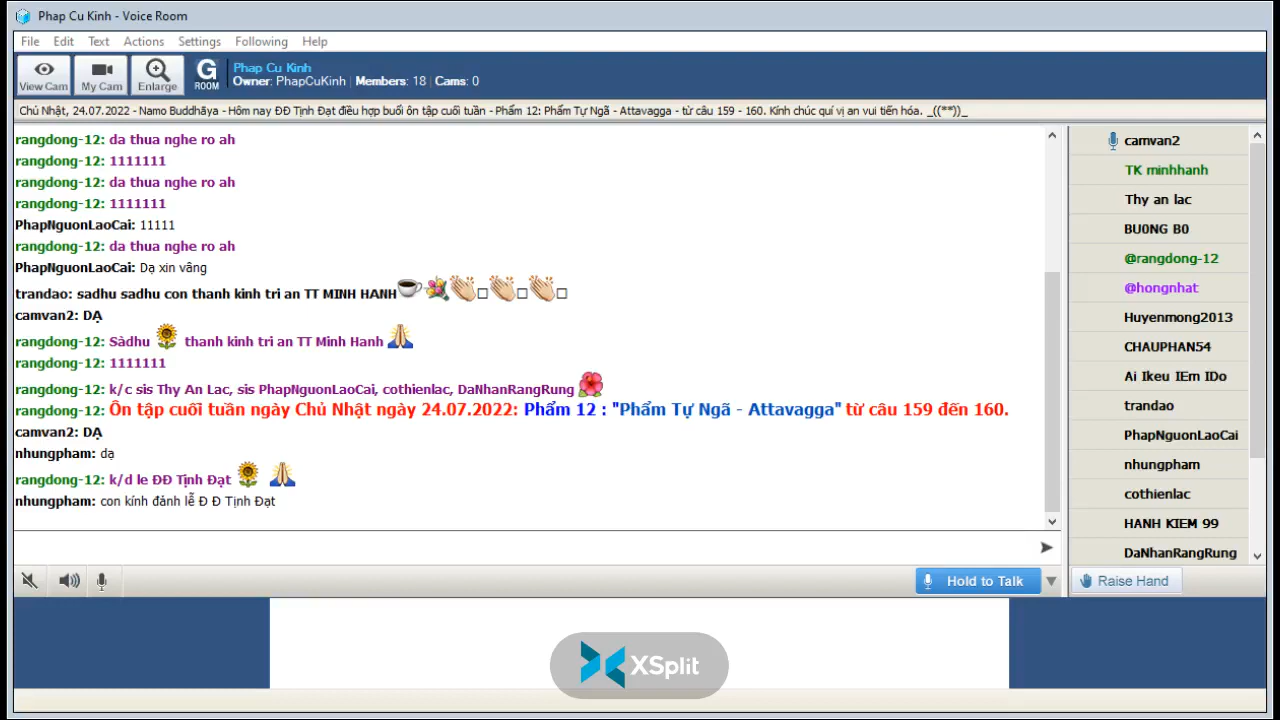 Phap Cu Kinh - Voice Room
File Edit Text Actions Settings Following Help
View Cam My Cam Enlarge G ROOM
Phap Cu Kinh
Owner: PhapCuKinh | Members: 18 | Cams: 0
Chủ Nhật, 24.07.2022 - Namo Buddhāya - Hôm nay ĐĐ Tịnh Đạt điều hợp buổi ôn tập cuối tuần - Phẩm 12: Phẩm Tự Ngã - Attavagga - từ câu 159 - 160. Kính chúc quí vị an vui tiến hóa. _((**))_
rangdong-12: da thua nghe ro ah
rangdong-12: 1111111
rangdong-12: da thua nghe ro ah
rangdong-12: 1111111
PhapNguonLaoCai: 11111
rangdong-12: da thua nghe ro ah
PhapNguonLaoCai: Dạ xin vâng
trandao: sadhu sadhu con thanh kinh tri an TT MINH HANH
camvan2: DẠ
rangdong-12: Sàdhu thanh kinh tri an TT Minh Hanh
rangdong-12: 1111111
rangdong-12: k/c sis Thy An Lac, sis PhapNguonLaoCai, cothienlac, DaNhanRangRung
rangdong-12: Ôn tập cuối tuần ngày Chủ Nhật ngày 24.07.2022: Phẩm 12 : "Phẩm Tự Ngã - Attavagga" từ câu 159 đến 160.
camvan2: DẠ
nhungpham: dạ
rangdong-12: k/d le ĐĐ Tịnh Đạt
nhungpham: con kính đảnh lễ Đ Đ Tịnh Đạt
camvan2
TK minhhanh
Thy an lac
BU0NG B0
@rangdong-12
@hongnhat
Huyenmong2013
CHAUPHAN54
Ai Ikeu IEm IDo
trandao
PhapNguonLaoCai
nhungpham
cothienlac
HANH KIEM 99
DaNhanRangRung
Hold to Talk
Raise Hand
XSplit